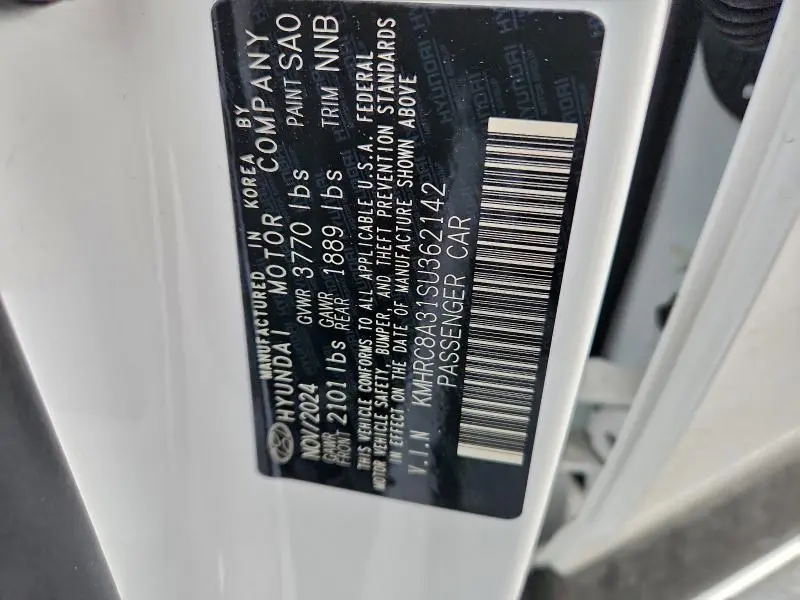 MANUFACTURED IN KOREA BY
HYUNDAI MOTOR COMPANY
NOV/2024 GVWR 3770 lbs PAINT SAO
GAWR FRONT 2101 lbs GAWR REAR 1889 lbs TRIM NNB
THIS VEHICLE CONFORMS TO ALL APPLICABLE U.S.A. FEDERAL
MOTOR VEHICLE SAFETY, BUMPER, AND THEFT PREVENTION STANDARDS
IN EFFECT ON THE DATE OF MANUFACTURE SHOWN ABOVE
V.I.N KMHRC8A31SU362142
PASSENGER CAR